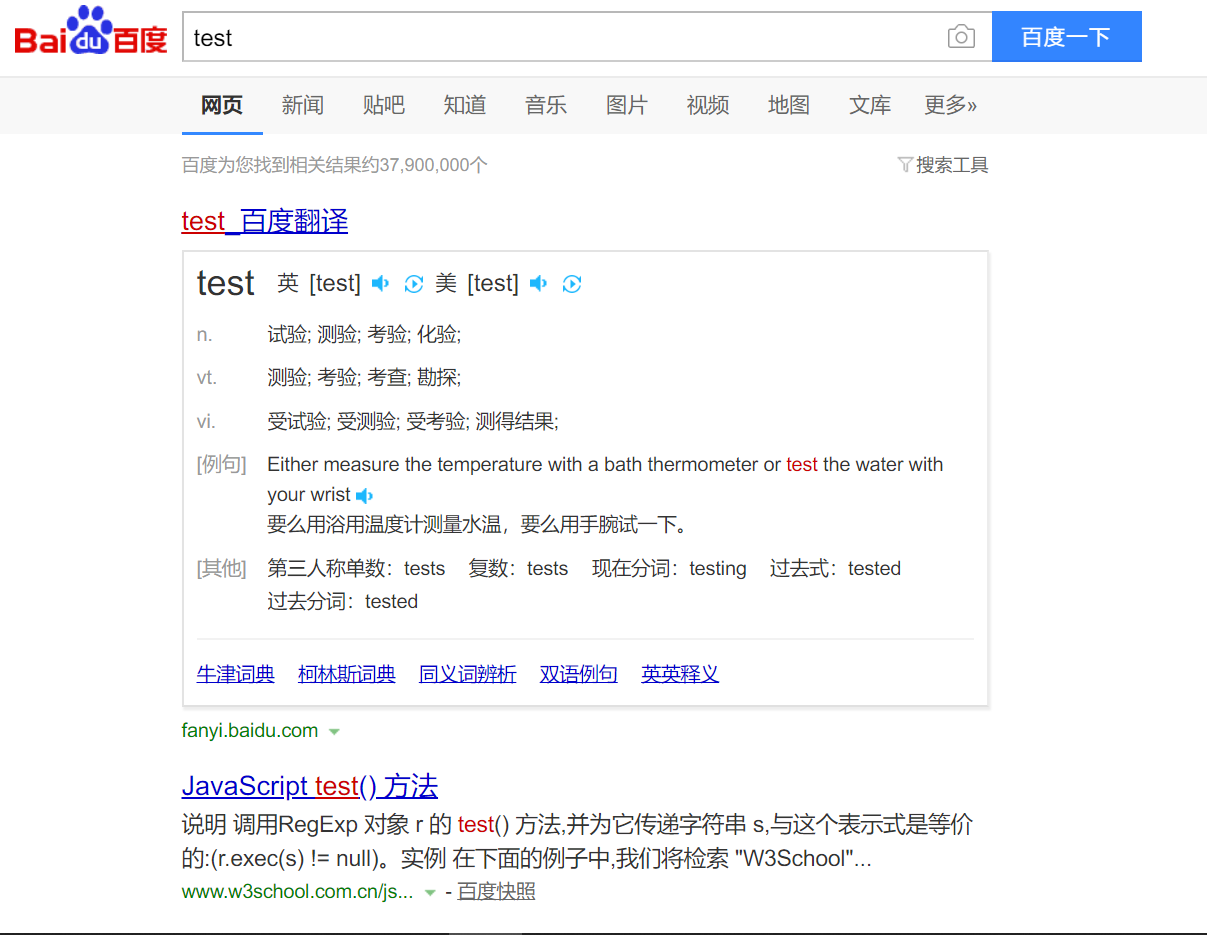 Bai du 百度
test
百度一下
网页 新闻 贴吧 知道 音乐 图片 视频 地图 文库 更多»
百度为您找到相关结果约37,900,000个 搜索工具
test_百度翻译
test 英 [test] 美 [test]
n. 试验; 测验; 考验; 化验;
vt. 测验; 考验; 考查; 勘探;
vi. 受试验; 受测验; 受考验; 测得结果;
[例句] Either measure the temperature with a bath thermometer or test the water with
your wrist
要么用浴用温度计测量水温，要么用手腕试一下。
[其他] 第三人称单数：tests 复数：tests 现在分词：testing 过去式：tested
过去分词：tested
牛津词典 柯林斯词典 同义词辨析 双语例句 英英释义
fanyi.baidu.com
JavaScript test() 方法
说明 调用RegExp 对象 r 的 test() 方法,并为它传递字符串 s,与这个表示式是等价
的:(r.exec(s) != null)。实例 在下面的例子中,我们将检索 "W3School"...
www.w3school.com.cn/js... - 百度快照